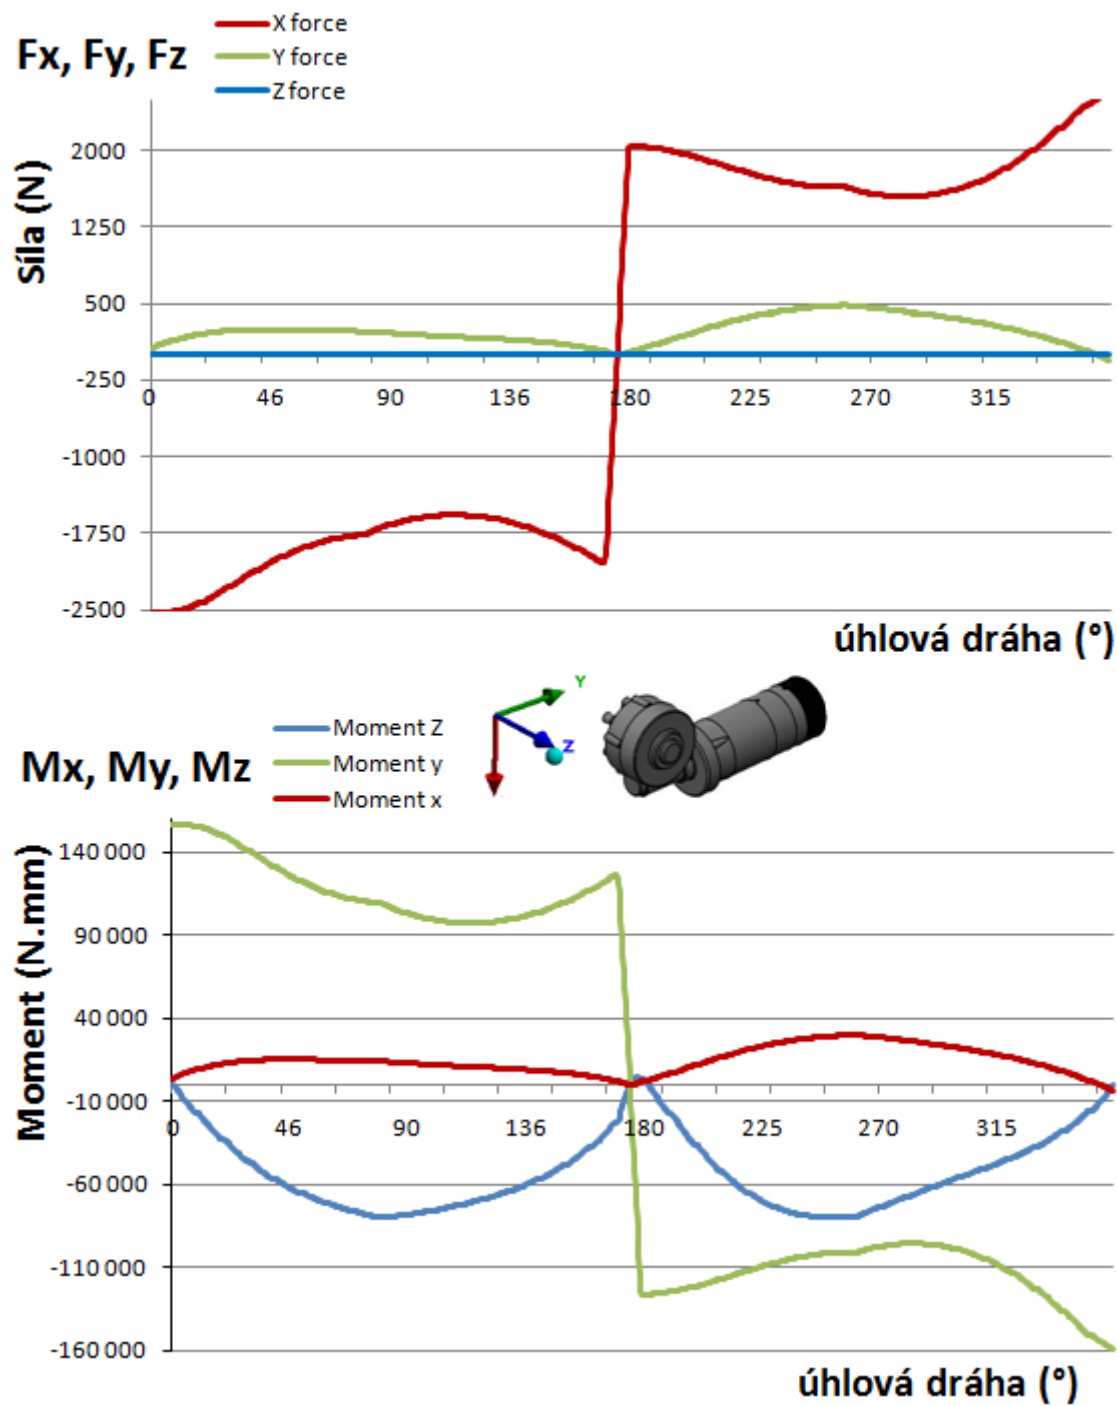 X force
Fx, Fy, Fz
Y force
Z force
Síla (N)
2000
1250
500
-250
-1000
-1750
-2500
0 46 90 136 180 225 270 315
úhlová dráha (°)
Y
Z
Moment Z
Mx, My, Mz
Moment y
Moment x
Moment (N.mm)
140 000
90 000
40 000
-10 000
-60 000
-110 000
-160 000
0 46 90 136 180 225 270 315
úhlová dráha (°)